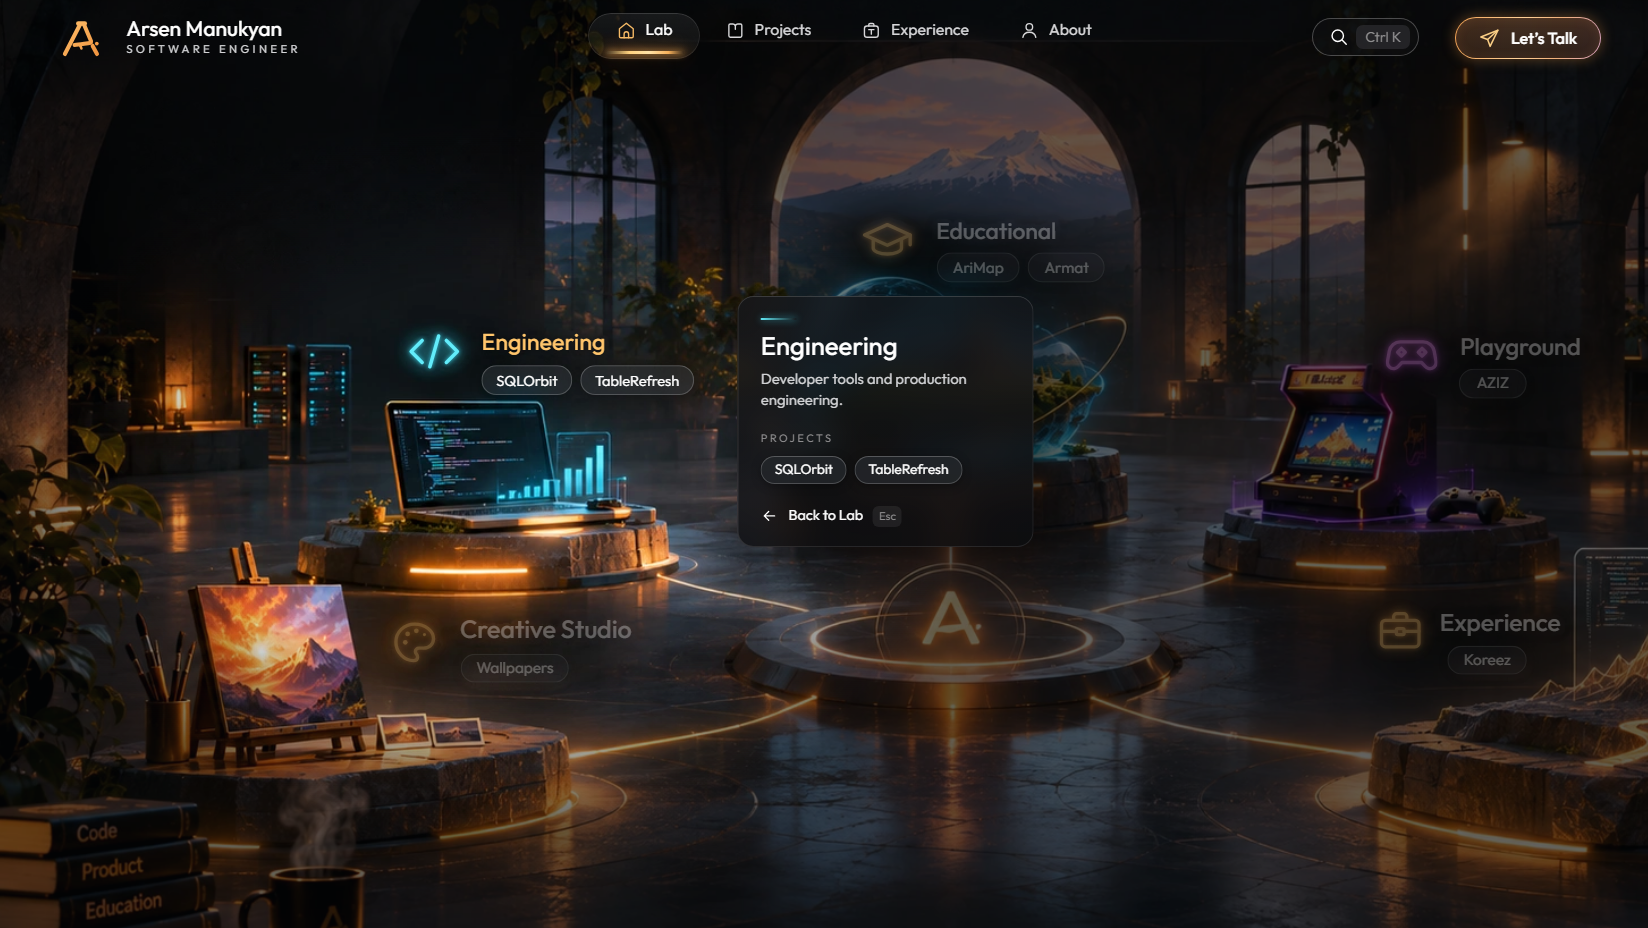 Arsen Manukyan
SOFTWARE ENGINEER
Lab
Projects
Experience
About
Ctrl K
Let's Talk
Educational
AriMap
Armat
Engineering
SQLOrbit
TableRefresh
Engineering
Developer tools and production
engineering.
PROJECTS
SQLOrbit
TableRefresh
Back to Lab
Esc
Playground
AZIZ
Creative Studio
Wallpapers
Experience
Koreez
Code
Product
Education